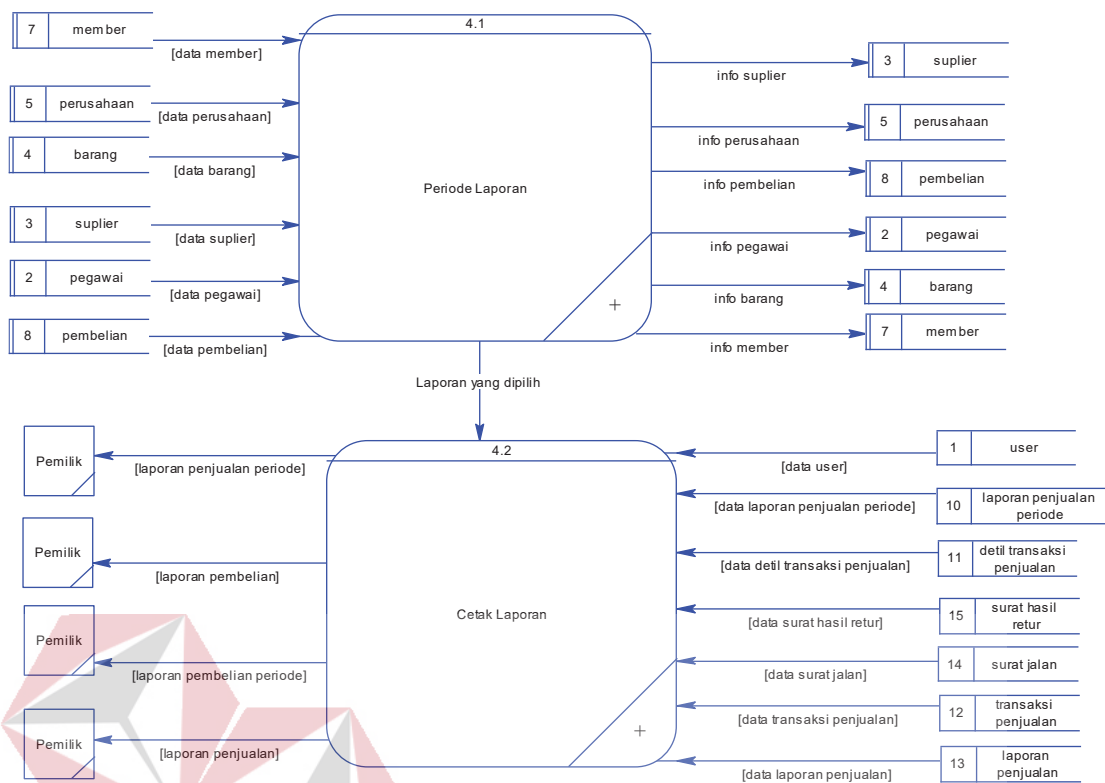 7 member
[data member]
5 perusahaan
[data perusahaan]
4 barang
[data barang]
3 suplier
[data suplier]
2 pegawai
[data pegawai]
8 pembelian
[data pembelian]
4.1
Periode Laporan
+
info suplier
3 suplier
info perusahaan
5 perusahaan
info pembelian
8 pembelian
info pegawai
2 pegawai
info barang
4 barang
info member
7 member
Laporan yang dipilih
4.2
Cetak Laporan
+
Pemilik
[laporan penjualan periode]
Pemilik
[laporan pembelian]
Pemilik
[laporan pembelian periode]
Pemilik
[laporan penjualan]
1 user
[data user]
10 laporan penjualan
periode
[data laporan penjualan periode]
11 detil transaksi
penjualan
[data detil transaksi penjualan]
15 surat hasil
retur
[data surat hasil retur]
14 surat jalan
[data surat jalan]
12 transaksi
penjualan
[data transaksi penjualan]
13 laporan
penjualan
[data laporan penjualan]